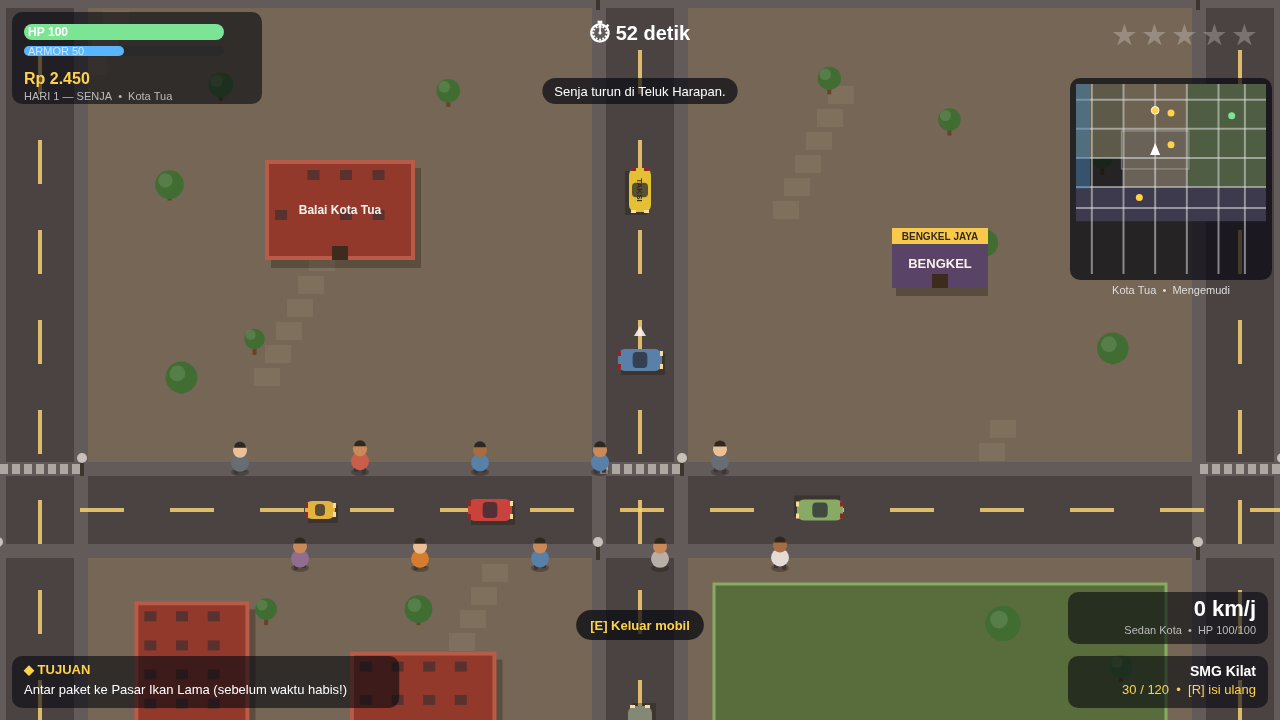 HP 100
ARMOR 50
Rp 2.450
HARI 1 — SENJA • Kota Tua
52 detik
Senja turun di Teluk Harapan.
Balai Kota Tua
BENGKEL JAYA
BENGKEL
Kota Tua • Mengemudi
[E] Keluar mobil
0 km/j
Sedan Kota • HP 100/100
◆ TUJUAN
Antar paket ke Pasar Ikan Lama (sebelum waktu habis!)
SMG Kilat
30 / 120 • [R] isi ulang